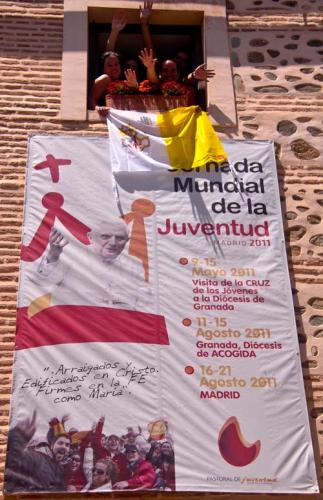 Jornada
Mundial
de la
Juventud
MADRID 2011
9-15
Mayo 2011
Visita de la CRUZ
de los Jóvenes
a la Diócesis de
Granada
11-15
Agosto 2011
Granada, Diócesis
de ACOGIDA
16-21
Agosto 2011
MADRID
"...Arraigados y
Edificados en Cristo.
Firmes en la FE
como María".
PASTORAL DE juventud